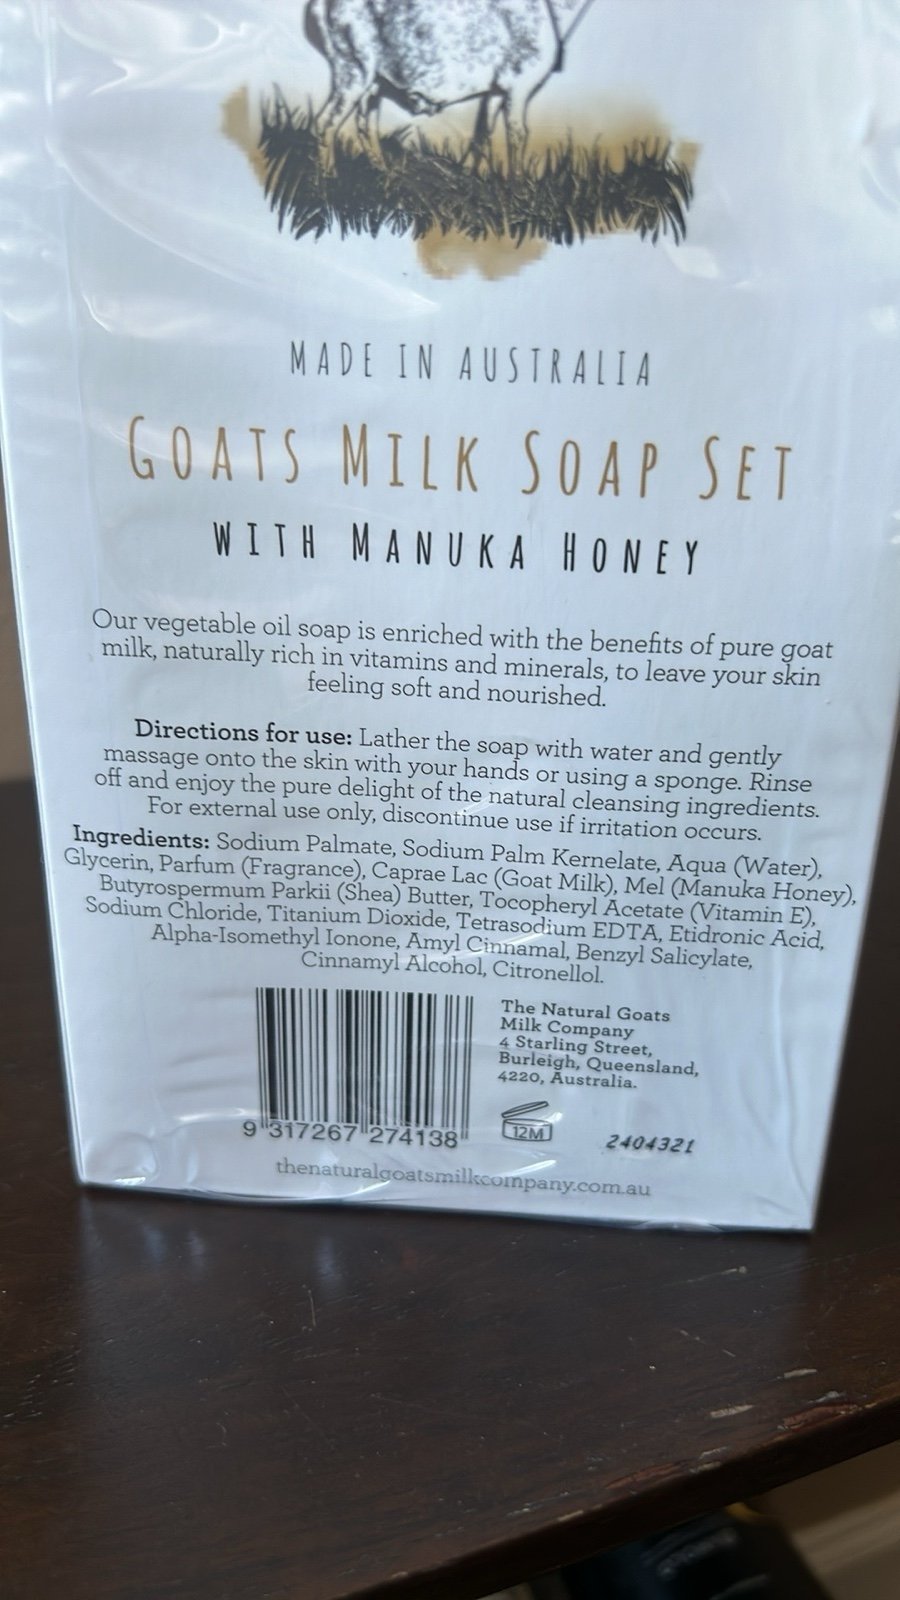 MADE IN AUSTRALIA
GOATS MILK SOAP SET
WITH MANUKA HONEY
Our vegetable oil soap is enriched with the benefits of pure goat
milk, naturally rich in vitamins and minerals, to leave your skin
feeling soft and nourished.
Directions for use: Lather the soap with water and gently
massage onto the skin with your hands or using a sponge. Rinse
off and enjoy the pure delight of the natural cleansing ingredients.
For external use only, discontinue use if irritation occurs.
Ingredients: Sodium Palmate, Sodium Palm Kernelate, Aqua (Water),
Glycerin, Parfum (Fragrance), Caprae Lac (Goat Milk), Mel (Manuka Honey),
Butyrospermum Parkii (Shea) Butter, Tocopheryl Acetate (Vitamin E),
Sodium Chloride, Titanium Dioxide, Tetrasodium EDTA, Etidronic Acid,
Alpha-Isomethyl Ionone, Amyl Cinnamal, Benzyl Salicylate,
Cinnamyl Alcohol, Citronellol.
The Natural Goats
Milk Company
4 Starling Street,
Burleigh, Queensland,
4220, Australia.
9 317267 274138
12M
2404321
thenaturalgoatsmilkcompany.com.au